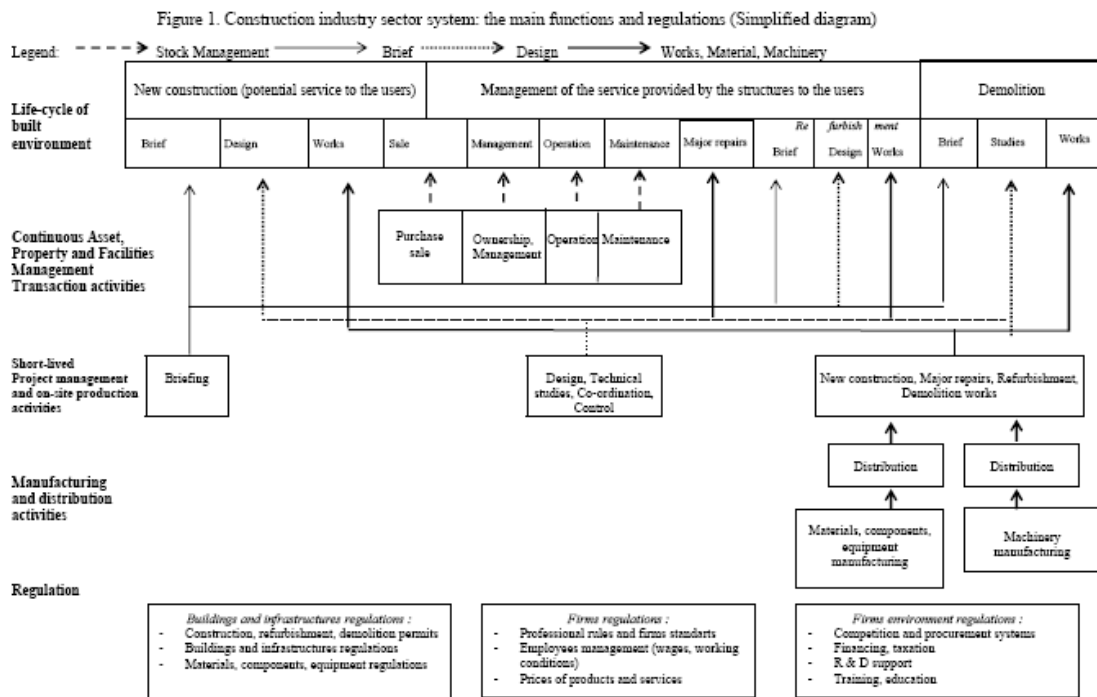 Figure 1. Construction industry sector system: the main functions and regulations (Simplified diagram)
Legend: Stock Management Brief Design Works, Material, Machinery
Life-cycle of
built
environment
New construction (potential service to the users)
Management of the service provided by the structures to the users
Demolition
Brief
Design
Works
Sale
Management
Operation
Maintenance
Major repairs
Re furbish ment
Brief
Design
Works
Brief
Studies
Works
Continuous Asset,
Property and Facilities
Management
Transaction activities
Purchase
sale
Ownership,
Management
Operation
Maintenance
Short-lived
Project management
and on-site production
activities
Briefing
Design, Technical
studies, Co-ordination,
Control
New construction, Major repairs, Refurbishment,
Demolition works
Manufacturing
and distribution
activities
Distribution
Distribution
Materials, components,
equipment
manufacturing
Machinery
manufacturing
Regulation
Buildings and infrastructures regulations :
- Construction, refurbishment, demolition permits
- Buildings and infrastructures regulations
- Materials, components, equipment regulations
Firms regulations :
- Professional rules and firms standarts
- Employees management (wages, working
conditions)
- Prices of products and services
Firms environment regulations :
- Competition and procurement systems
- Financing, taxation
- R & D support
- Training, education